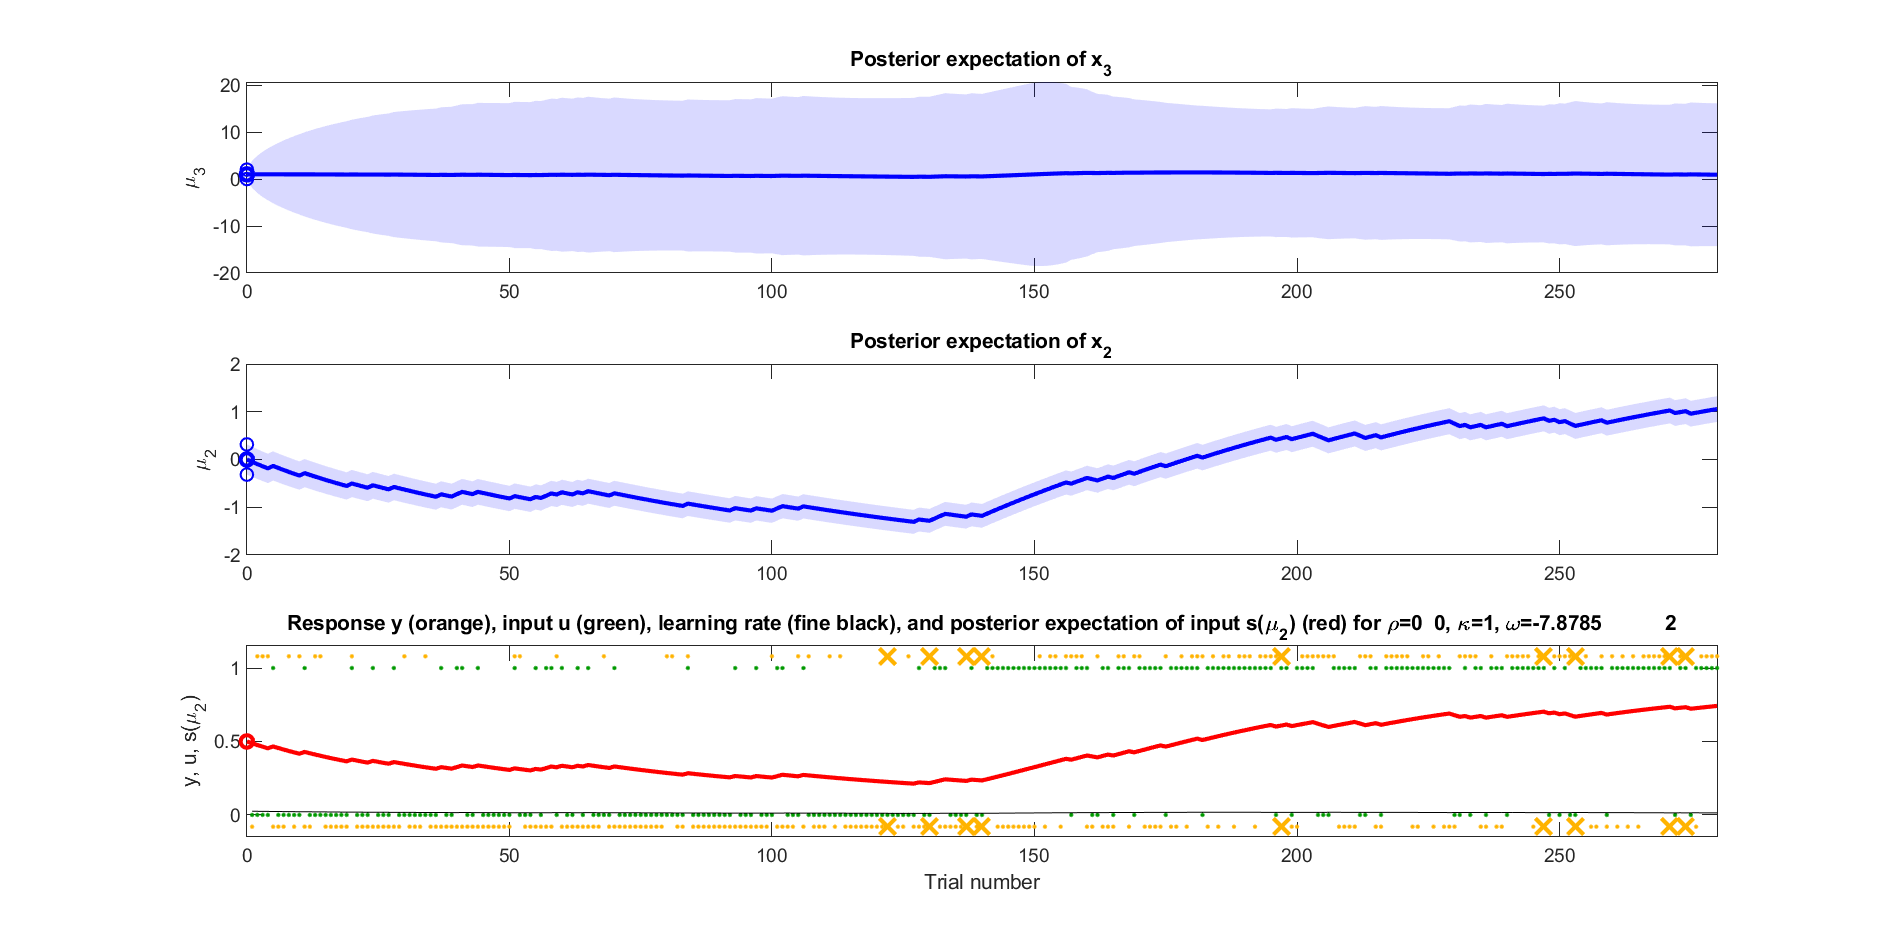 Posterior expectation of x3
20
10
0
-10
-20
μ3
0 50 100 150 200 250
Posterior expectation of x2
2
1
0
-1
-2
μ2
0 50 100 150 200 250
Response y (orange), input u (green), learning rate (fine black), and posterior expectation of input s(μ2) (red) for ρ=0 0, κ=1, ω=-7.8785 2
1
0.5
0
y, u, s(μ2)
0 50 100 150 200 250
Trial number